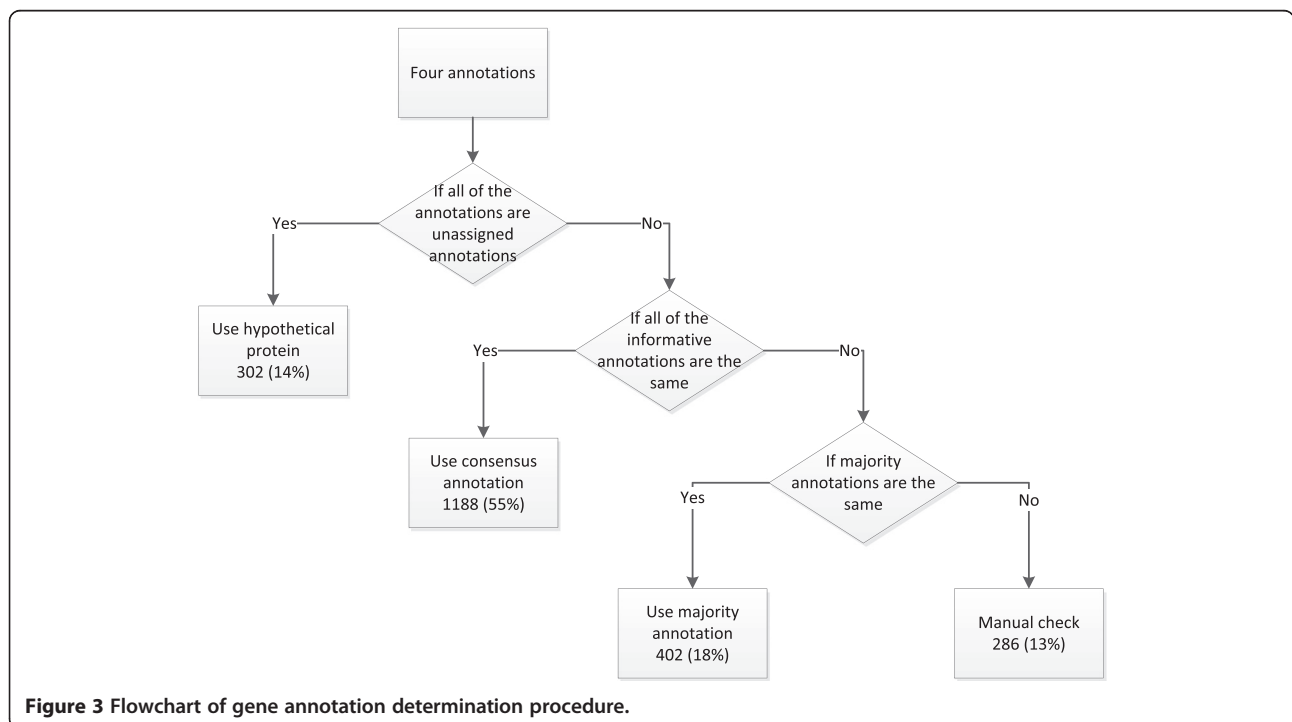 Four annotations
If all of the
annotations are
unassigned
annotations
Yes
No
Use hypothetical
protein
302 (14%)
If all of the
informative
annotations are the
same
Yes
No
Use consensus
annotation
1188 (55%)
If majority
annotations are the
same
Yes
No
Use majority
annotation
402 (18%)
Manual check
286 (13%)
Figure 3 Flowchart of gene annotation determination procedure.